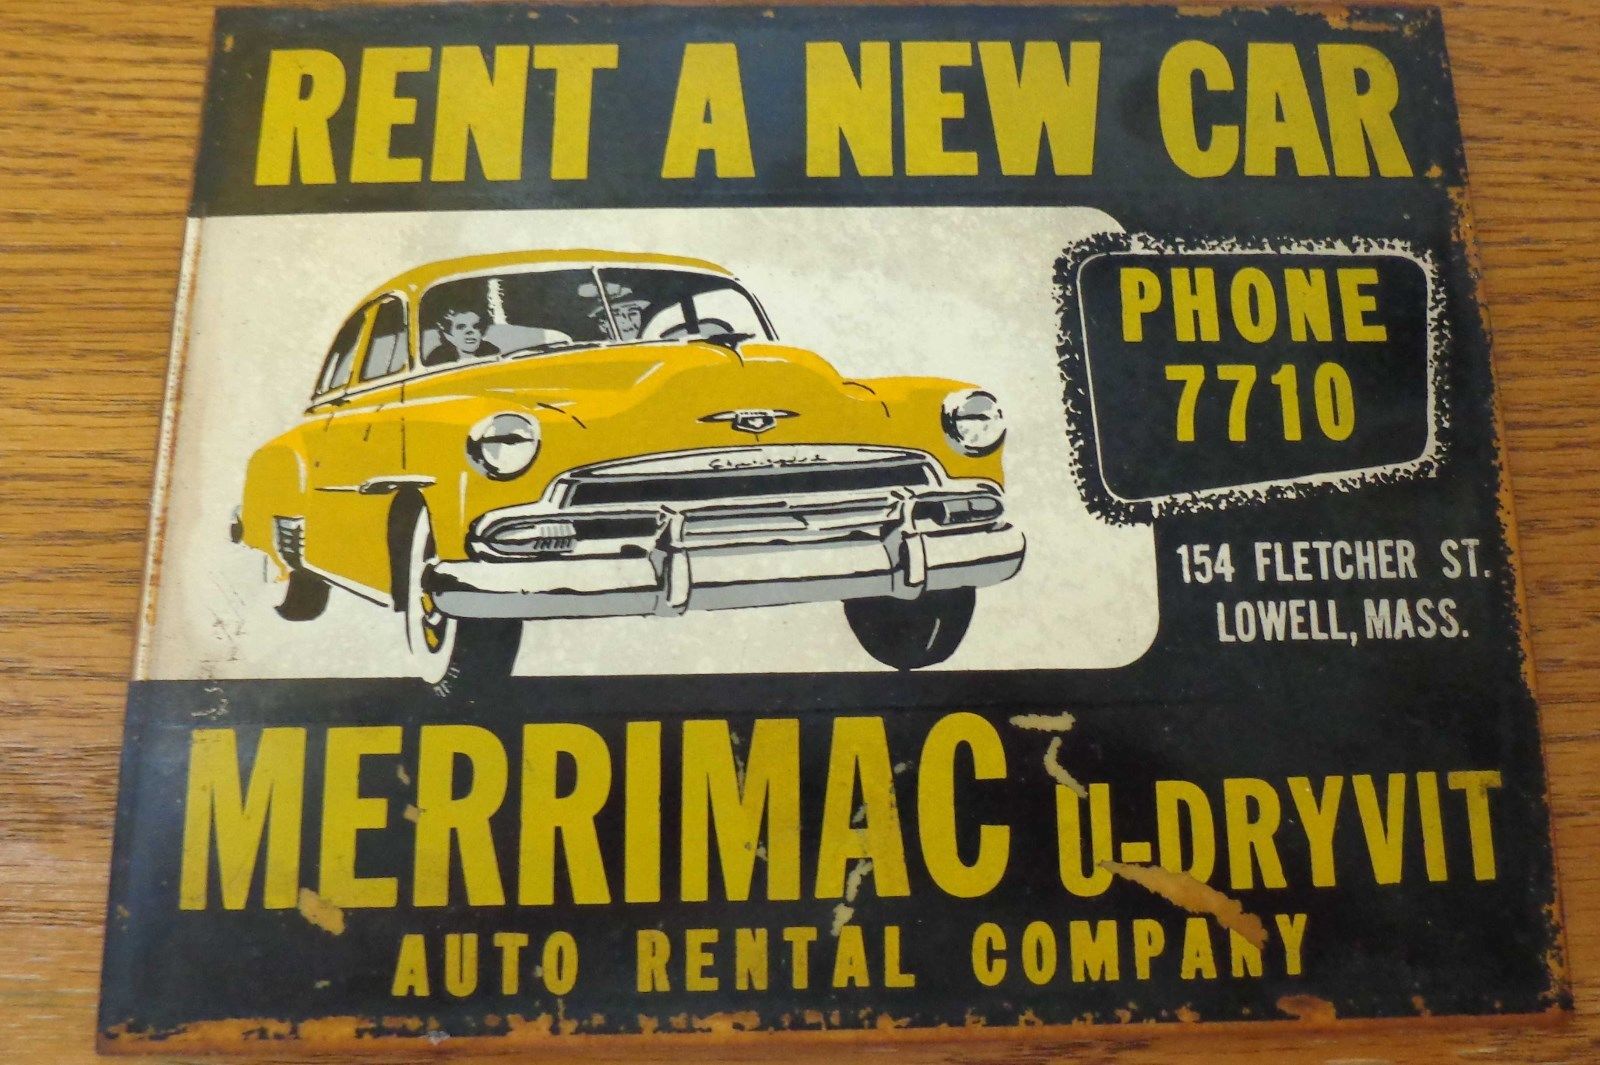 RENT A NEW CAR
PHONE
7710
154 FLETCHER ST.
LOWELL, MASS.
MERRIMAC U-DRYVIT
AUTO RENTAL COMPANY